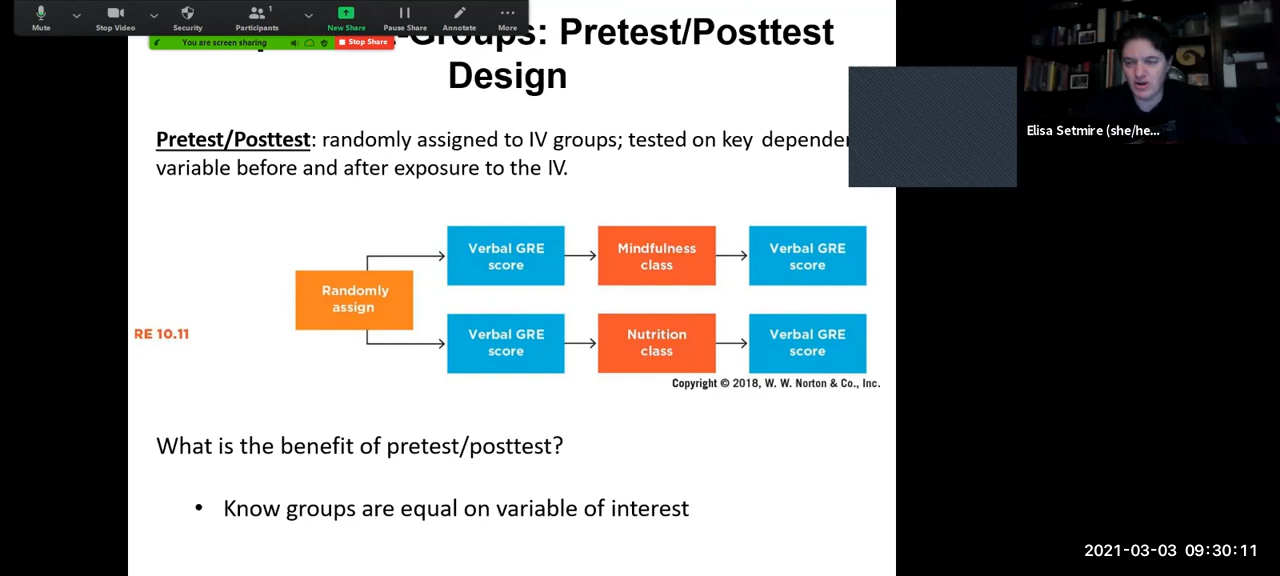 Mute
Stop Video
Security
Participants
1
New Share
Pause Share
Annotate
More
You are screen sharing
Stop Share
Groups: Pretest/Posttest
Design
Elisa Setmire (she/he...
Pretest/Posttest: randomly assigned to IV groups; tested on key
variable before and after exposure to the IV.
Verbal GRE
score
Mindfulness
class
Verbal GRE
score
Randomly
assign
Verbal GRE
score
Nutrition
class
Verbal GRE
score
RE 10.11
Copyright © 2018, W. W. Norton & Co., Inc.
What is the benefit of pretest/posttest?
• Know groups are equal on variable of interest
2021-03-03 09:30:11